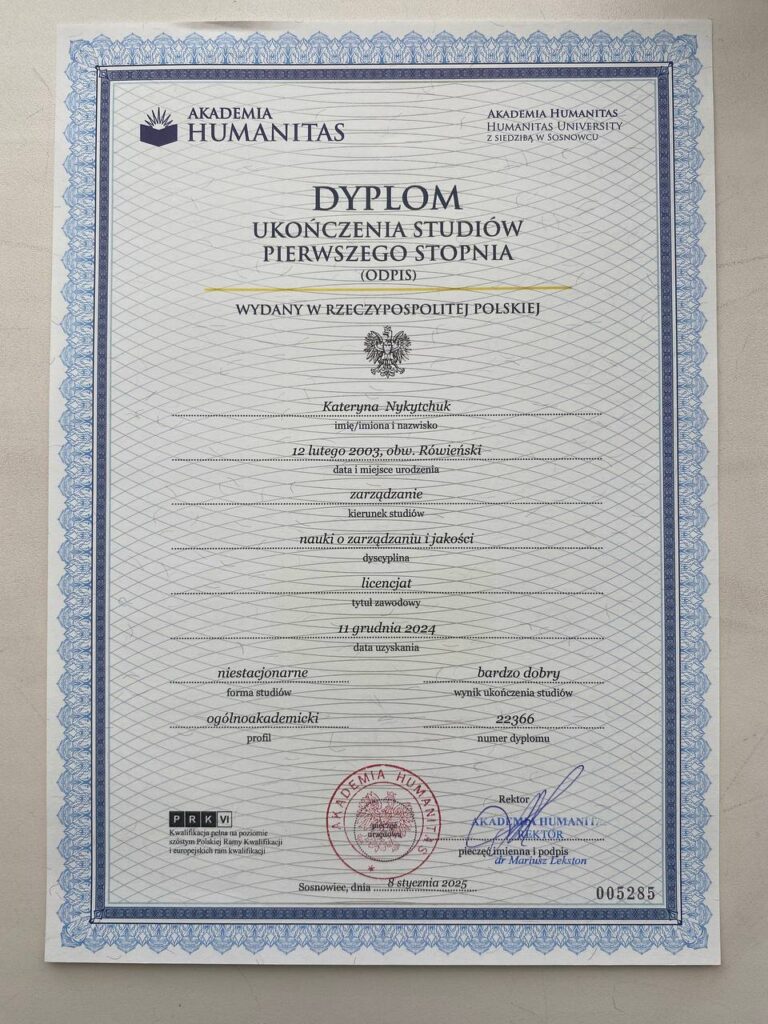 AKADEMIA
HUMANITAS
AKADEMIA HUMANITAS
HUMANITAS UNIVERSITY
Z SIEDZIBĄ W SOSNOWCU
DYPLOM
UKOŃCZENIA STUDIÓW
PIERWSZEGO STOPNIA
(ODPIS)
WYDANY W RZECZYPOSPOLITEJ POLSKIEJ
Kateryna Nykytchuk
imię/imiona i nazwisko
12 lutego 2003, obw. Rówieński
data i miejsce urodzenia
zarządzanie
kierunek studiów
nauki o zarządzaniu i jakości
dyscyplina
licencjat
tytuł zawodowy
11 grudnia 2024
data uzyskania
niestacjonarne
forma studiów
bardzo dobry
wynik ukończenia studiów
ogólnoakademicki
profil
22366
numer dyplomu
PRK VI
Kwalifikacja pełna na poziomie
szóstym Polskiej Ramy Kwalifikacji
i europejskich ram kwalifikacji
AKADEMIA HUMANITAS
pieczęć
urzędowa
Rektor
AKADEMIA HUMANIT
REKTOR
pieczęć imienna i podpis
dr Mariusz Lekston
Sosnowiec, dnia 8 stycznia 2025
005285